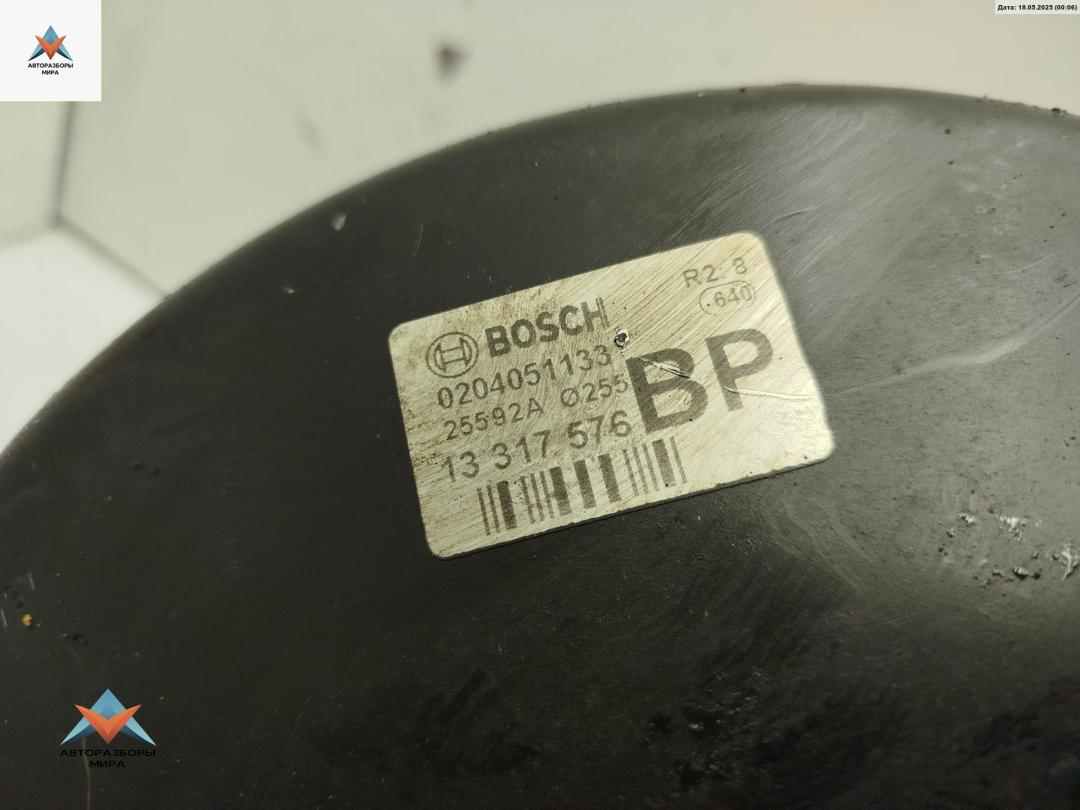 АВТОРАЗБОРЫ
МИРА
Дата: 18.05.2025 (00:06)
BOSCH
R2. 8
.640
0204051133
25592A Ø255
BP
13 317 576
АВТОРАЗБОРЫ
МИРА